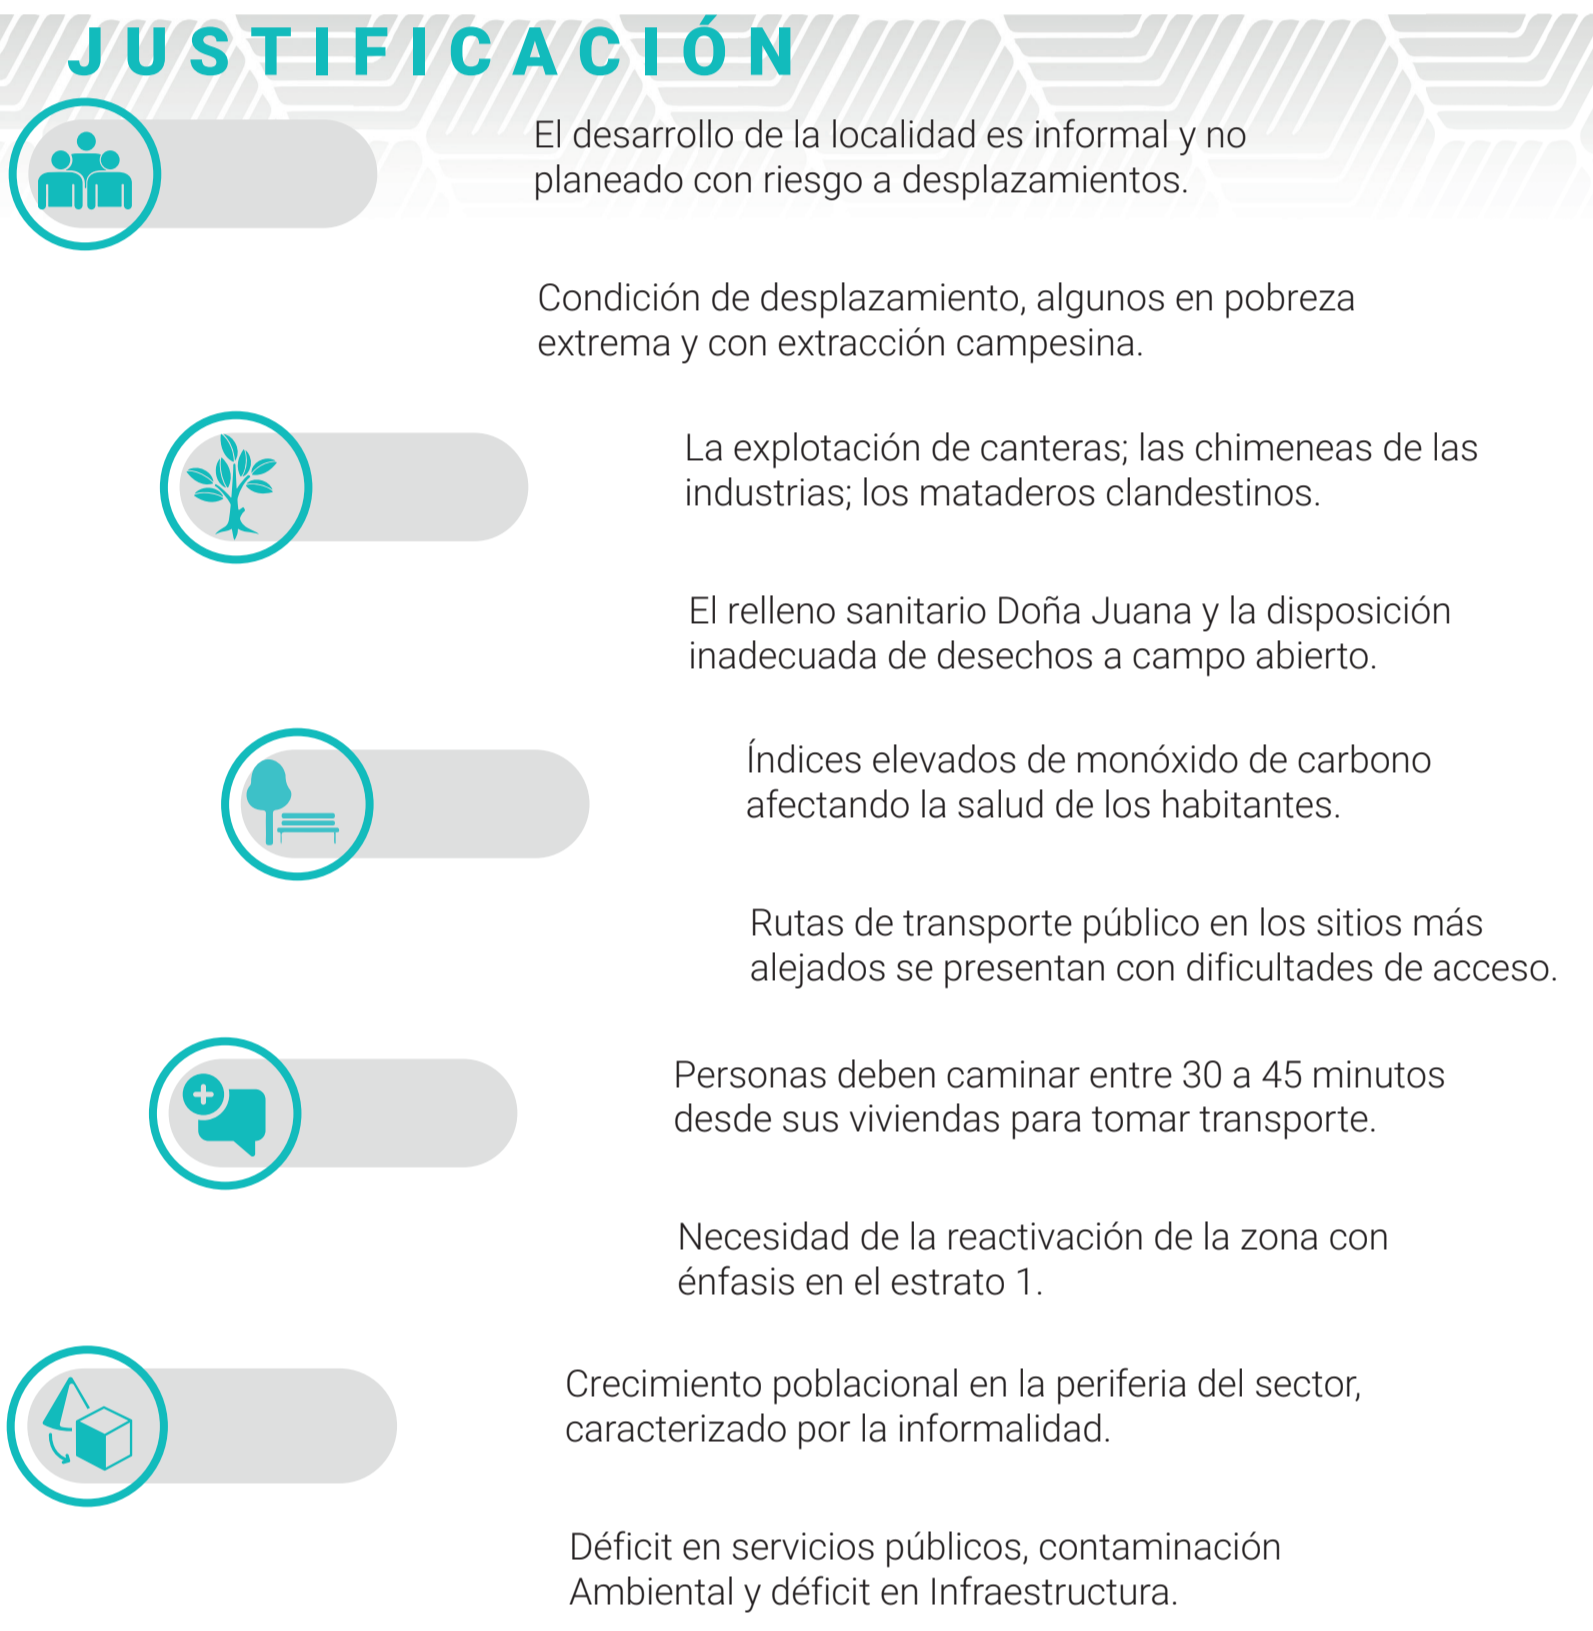 JUSTIFICACIÓN
El desarrollo de la localidad es informal y no
planeado con riesgo a desplazamientos.
Condición de desplazamiento, algunos en pobreza
extrema y con extracción campesina.
La explotación de canteras; las chimeneas de las
industrias; los mataderos clandestinos.
El relleno sanitario Doña Juana y la disposición
inadecuada de desechos a campo abierto.
Índices elevados de monóxido de carbono
afectando la salud de los habitantes.
Rutas de transporte público en los sitios más
alejados se presentan con dificultades de acceso.
Personas deben caminar entre 30 a 45 minutos
desde sus viviendas para tomar transporte.
Necesidad de la reactivación de la zona con
énfasis en el estrato 1.
Crecimiento poblacional en la periferia del sector,
caracterizado por la informalidad.
Déficit en servicios públicos, contaminación
Ambiental y déficit en Infraestructura.